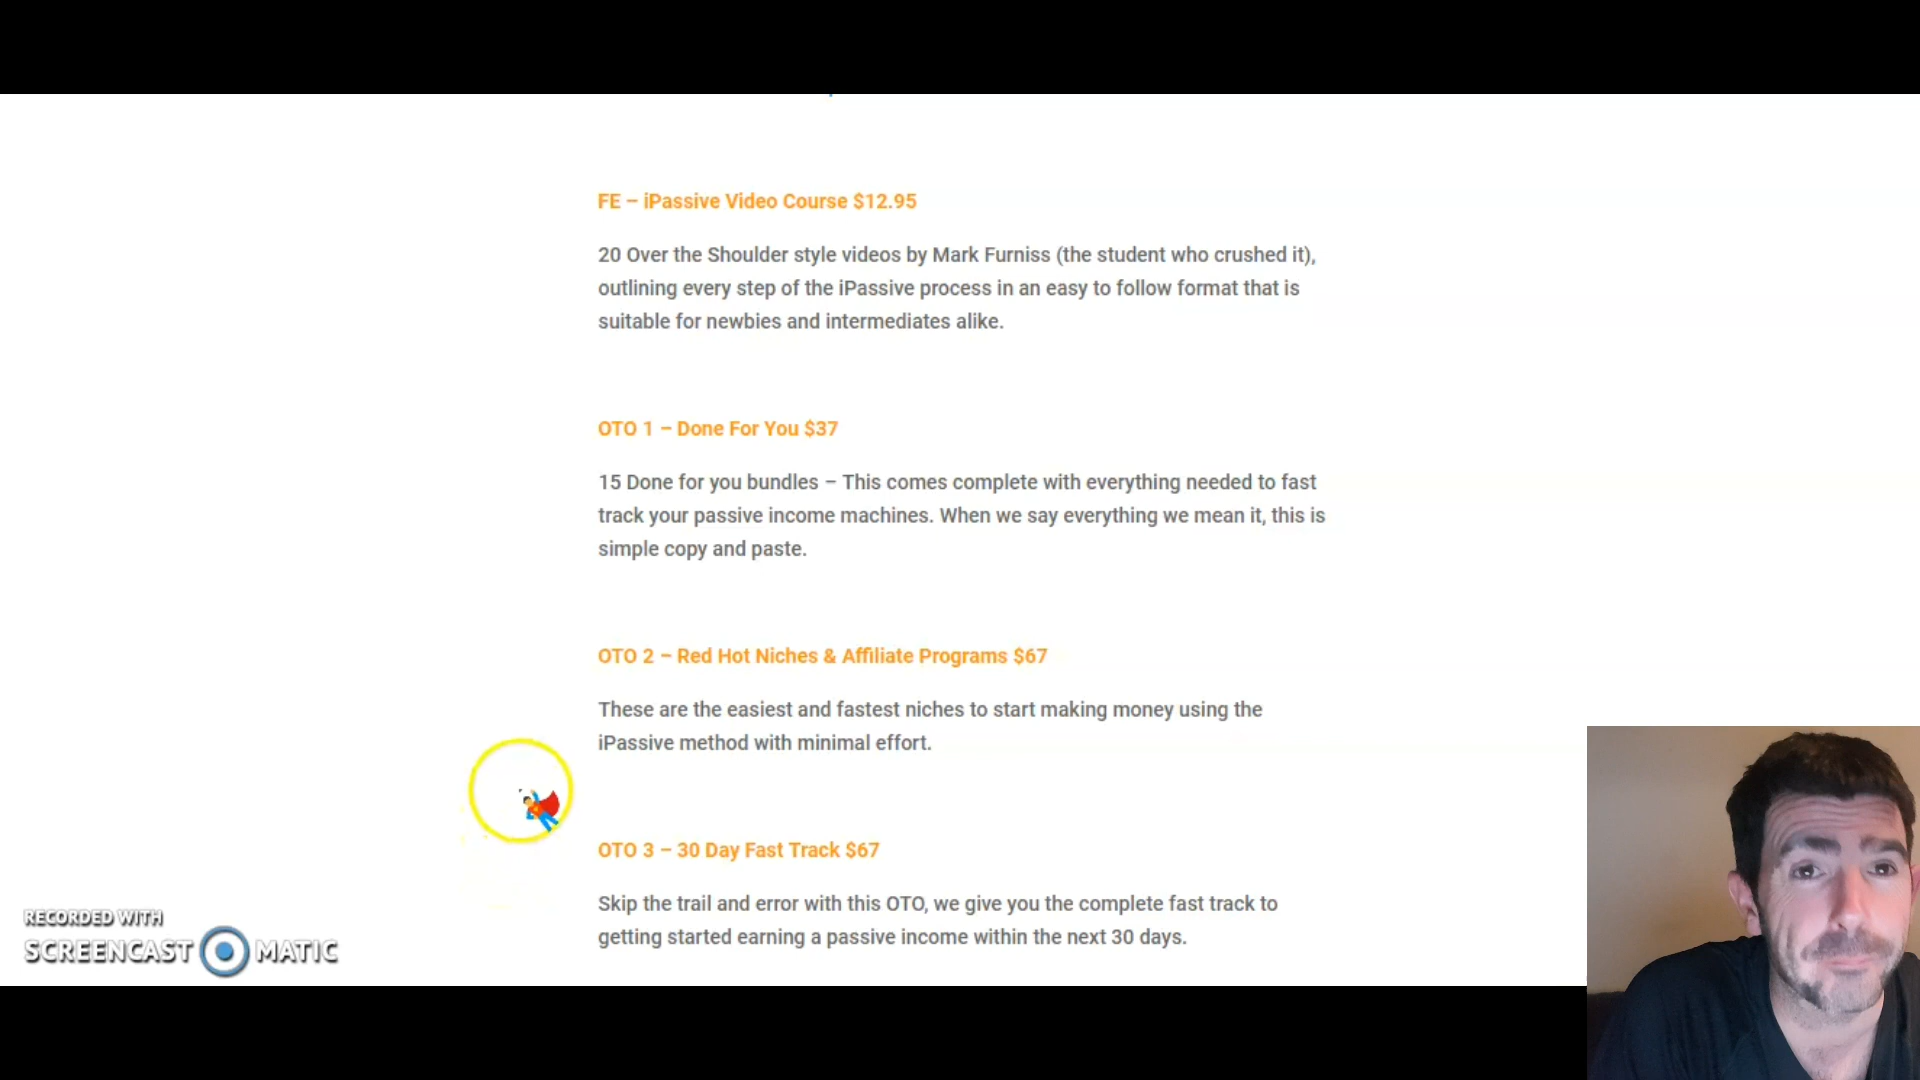 FE – iPassive Video Course $12.95
20 Over the Shoulder style videos by Mark Furniss (the student who crushed it),
outlining every step of the iPassive process in an easy to follow format that is
suitable for newbies and intermediates alike.
OTO 1 – Done For You $37
15 Done for you bundles – This comes complete with everything needed to fast
track your passive income machines. When we say everything we mean it, this is
simple copy and paste.
OTO 2 – Red Hot Niches & Affiliate Programs $67
These are the easiest and fastest niches to start making money using the
iPassive method with minimal effort.
OTO 3 – 30 Day Fast Track $67
Skip the trail and error with this OTO, we give you the complete fast track to
getting started earning a passive income within the next 30 days.
RECORDED WITH
SCREENCAST MATIC